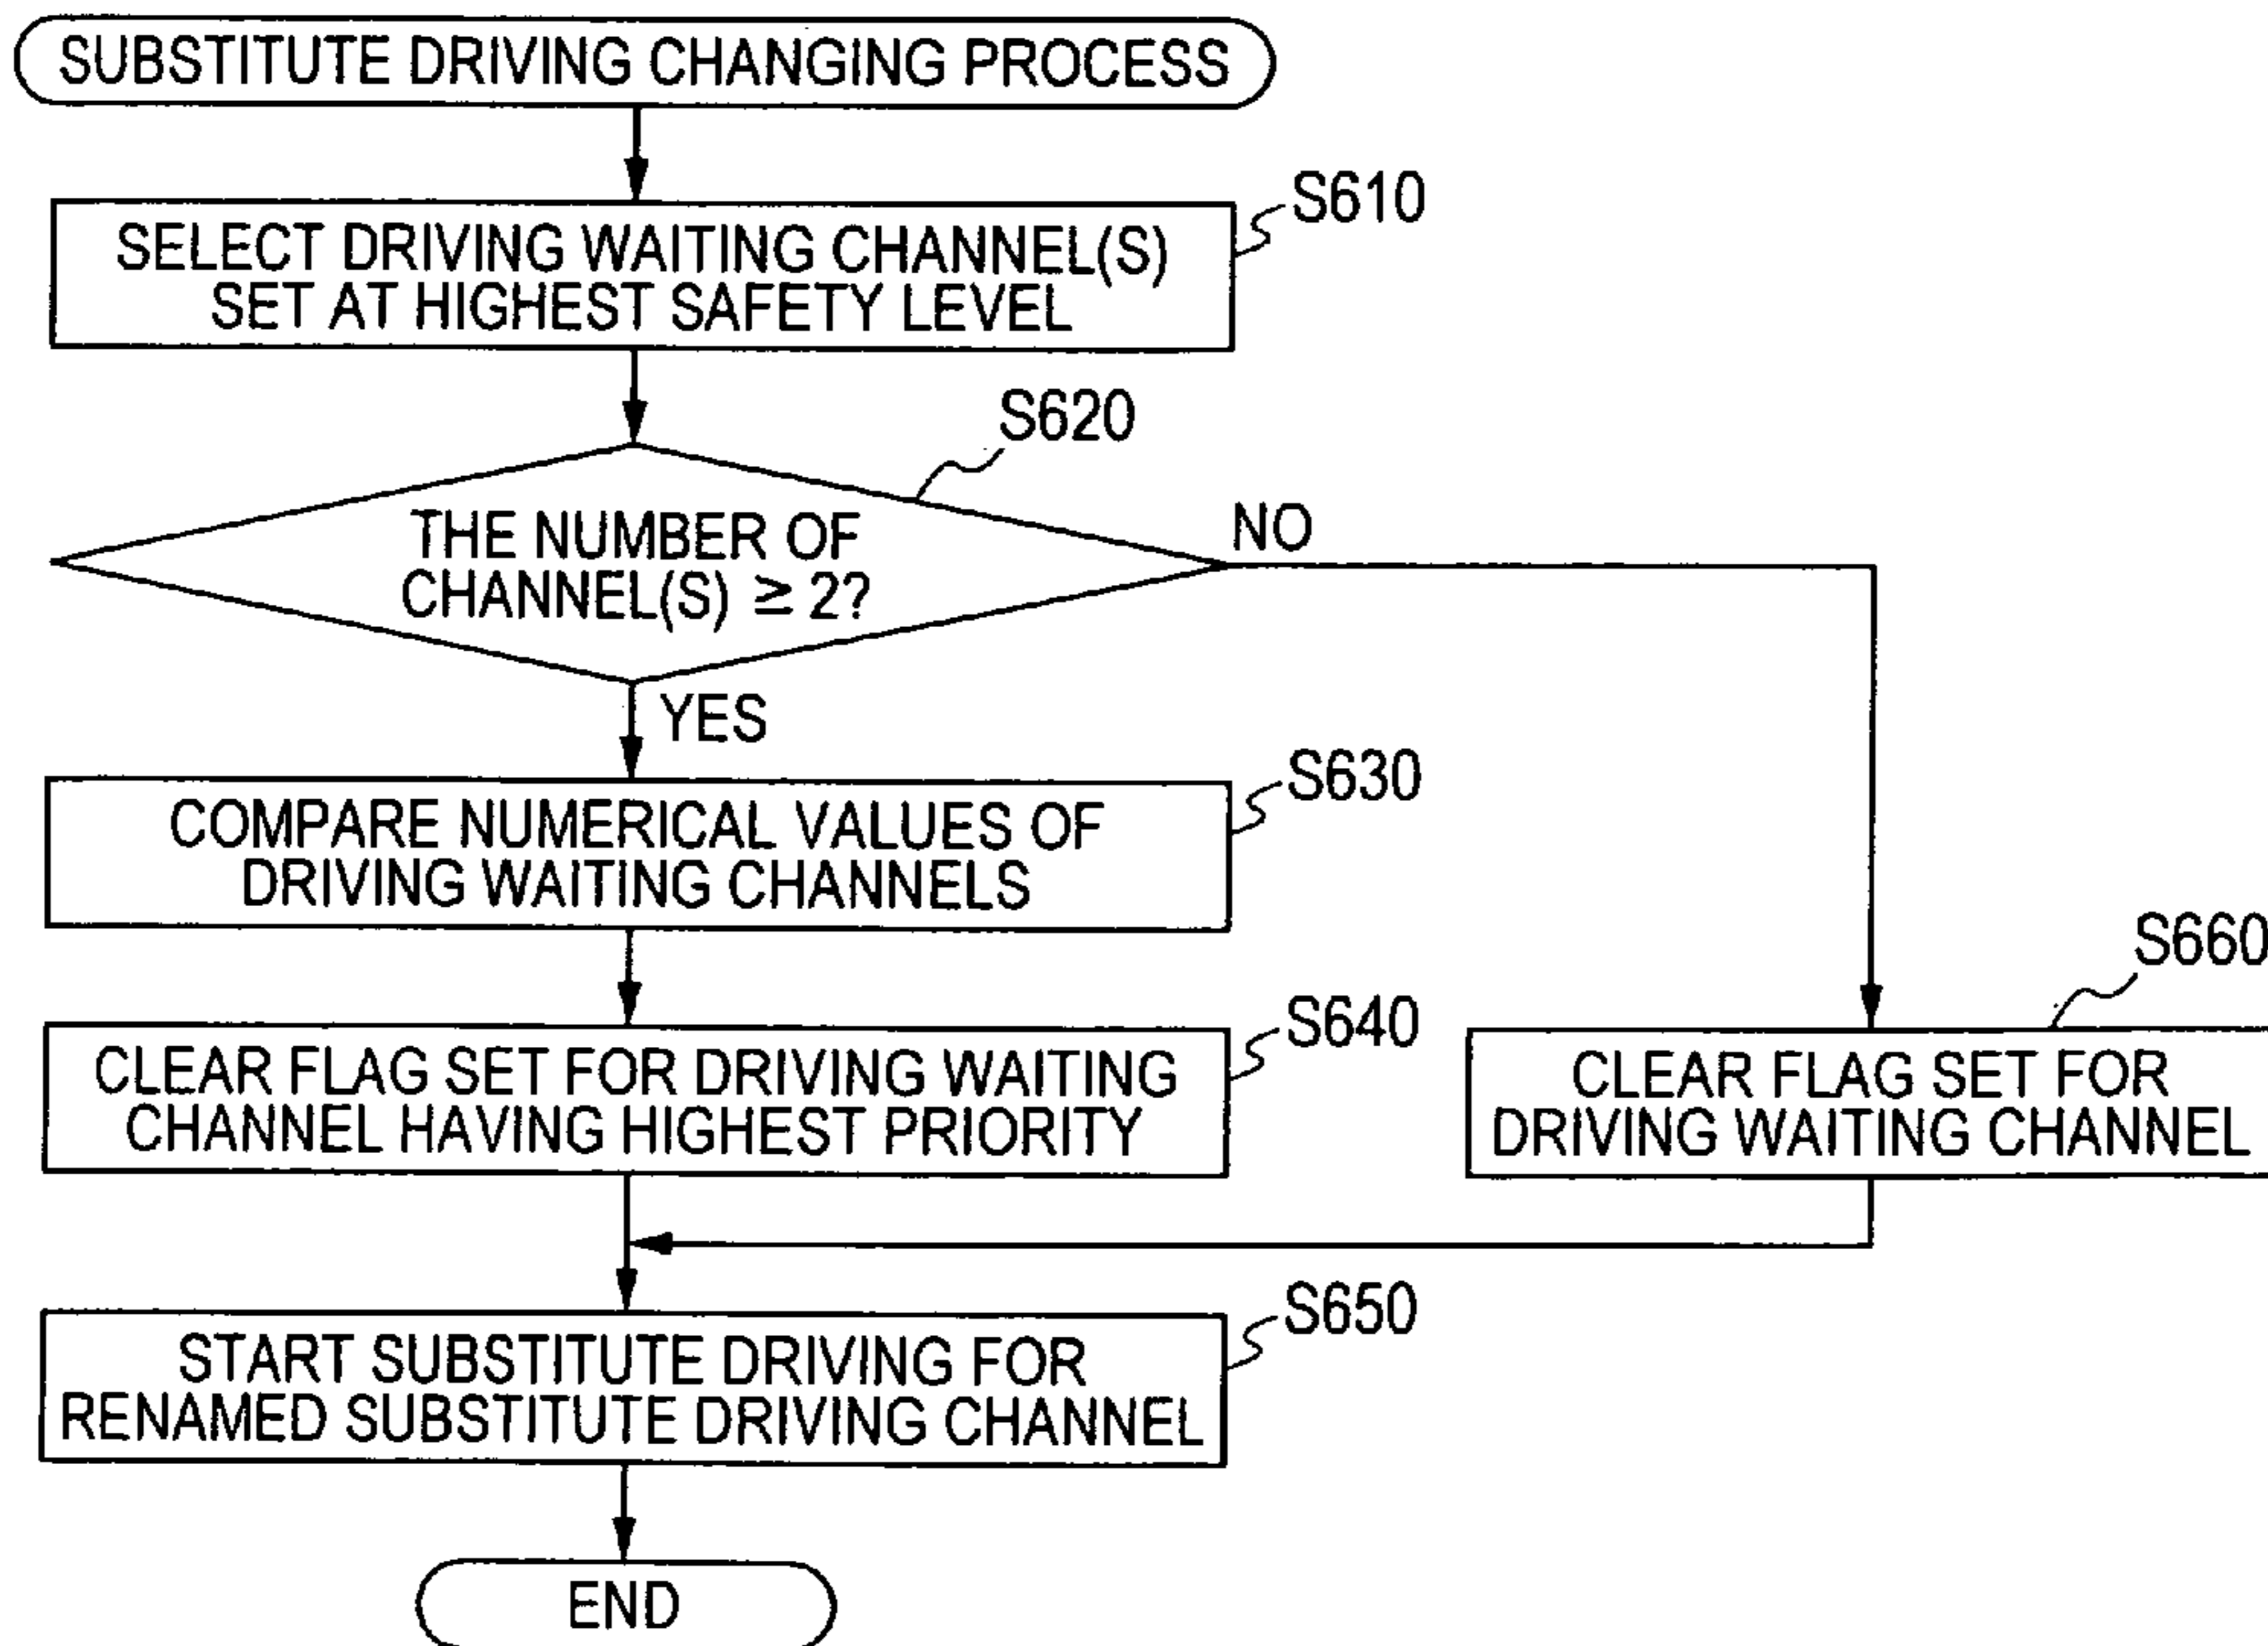 SUBSTITUTE DRIVING CHANGING PROCESS
S610
SELECT DRIVING WAITING CHANNEL(S)
SET AT HIGHEST SAFETY LEVEL
S620
THE NUMBER OF
CHANNEL(S) ≥ 2?
NO
YES
S630
COMPARE NUMERICAL VALUES OF
DRIVING WAITING CHANNELS
S640
CLEAR FLAG SET FOR DRIVING WAITING
CHANNEL HAVING HIGHEST PRIORITY
S660
CLEAR FLAG SET FOR
DRIVING WAITING CHANNEL
S650
START SUBSTITUTE DRIVING FOR
RENAMED SUBSTITUTE DRIVING CHANNEL
END